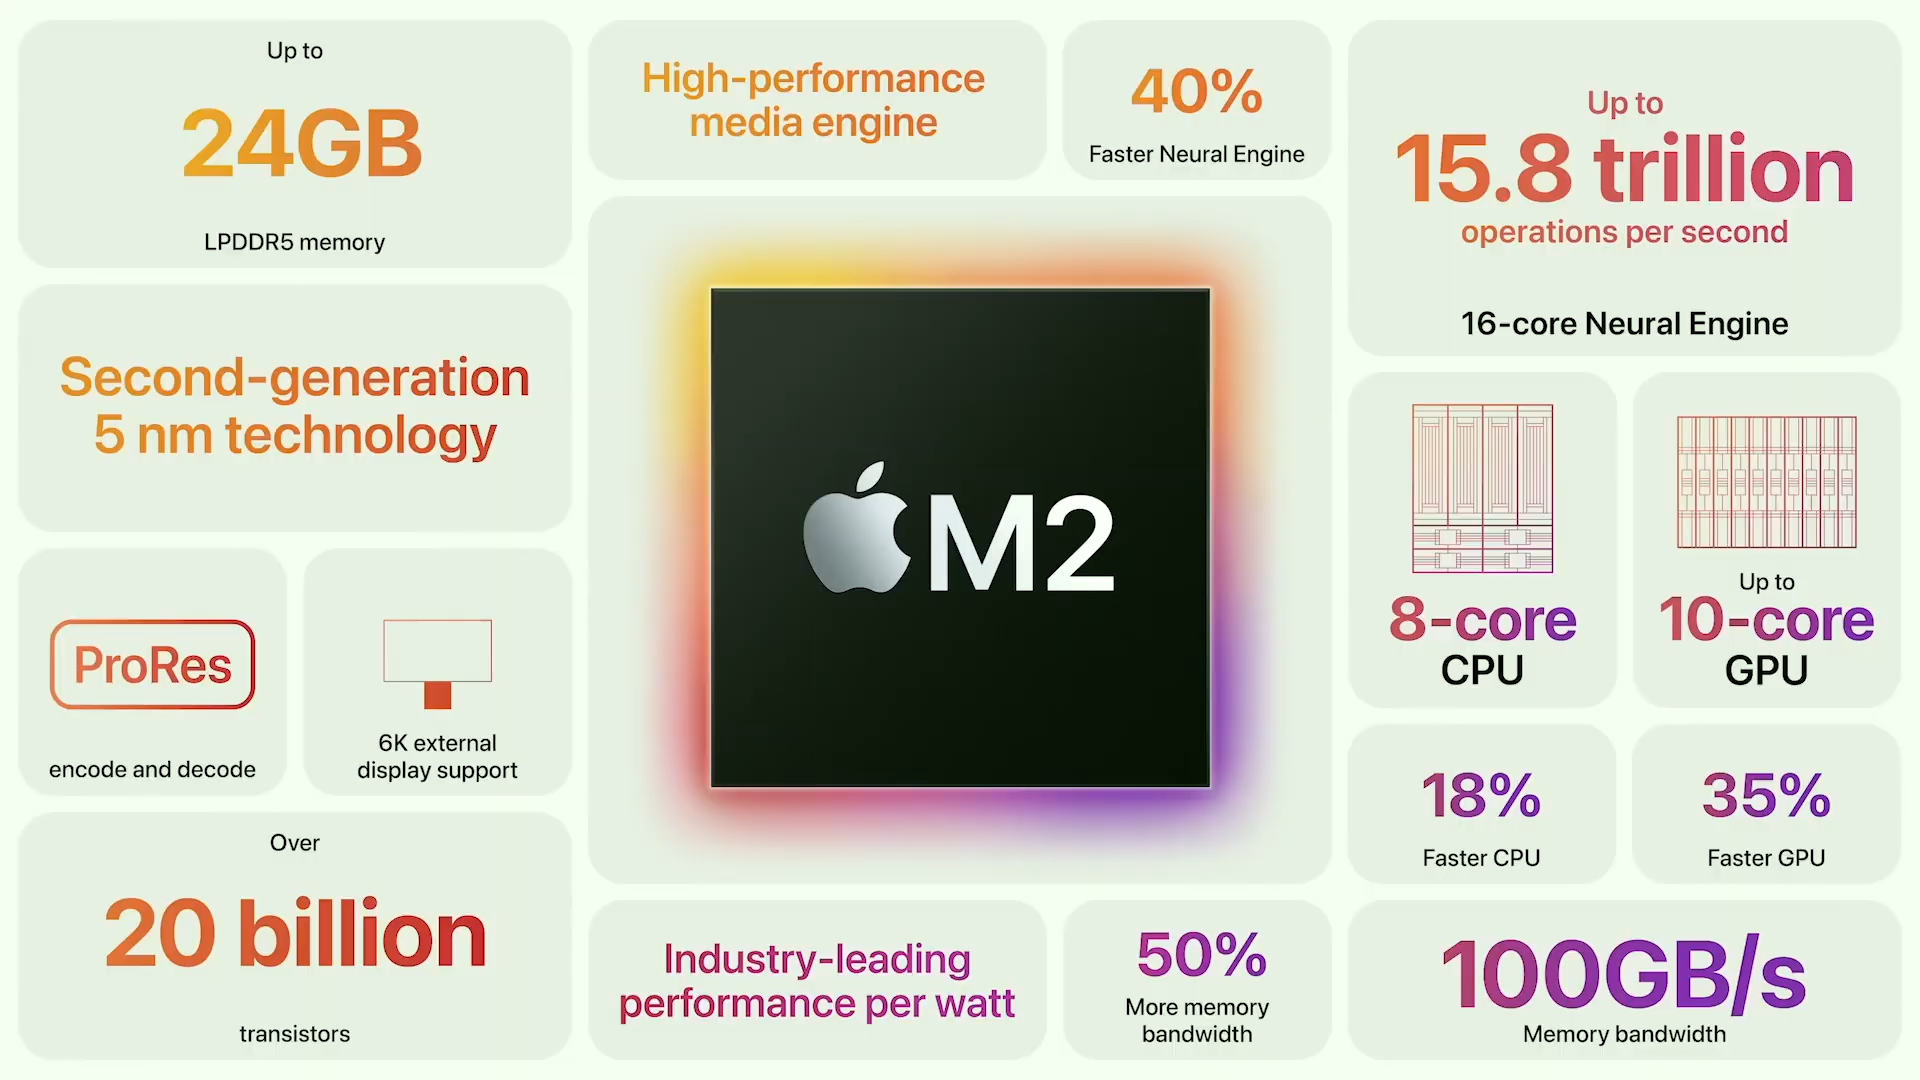 Up to
24GB
LPDDR5 memory
Second-generation
5 nm technology
ProRes
encode and decode
6K external
display support
Over
20 billion
transistors
High-performance
media engine
40%
Faster Neural Engine
M2
Industry-leading
performance per watt
50%
More memory
bandwidth
Up to
15.8 trillion
operations per second
16-core Neural Engine
8-core
CPU
Up to
10-core
GPU
18%
Faster CPU
35%
Faster GPU
100GB/s
Memory bandwidth